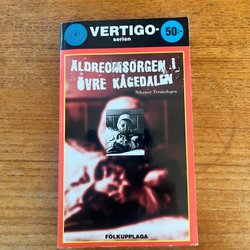 VERTIGO-
serien
50:-
ÄLDREOMSORGEN I
ÖVRE KÅGEDALEN
Nikanor Teratologen
FOLKUPPLAGA